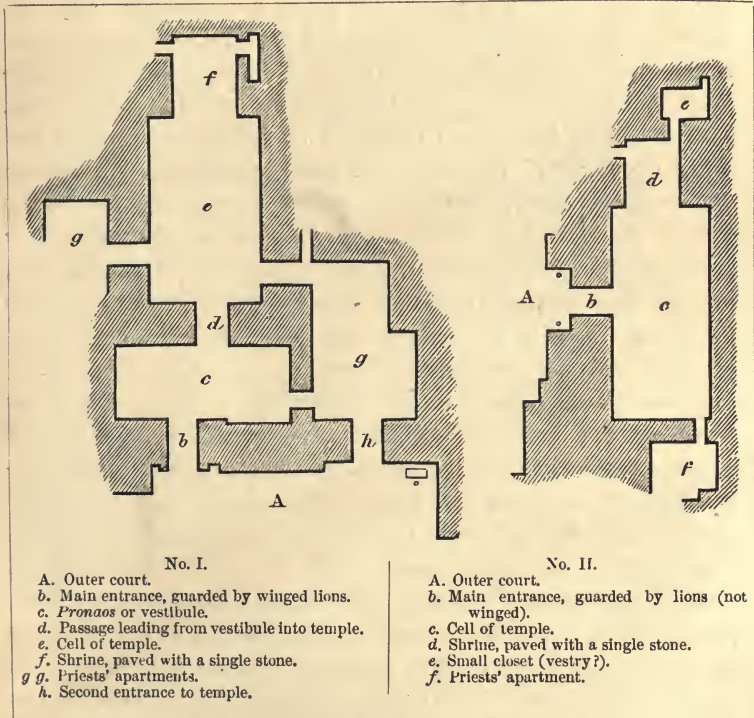 f
e
g
d
c
g
b
h
A
e
d
A
b
c
f
No. I.
A. Outer court.
b. Main entrance, guarded by winged lions.
c. Pronaos or vestibule.
d. Passage leading from vestibule into temple.
e. Cell of temple.
f. Shrine, paved with a single stone.
g g. Priests' apartments.
h. Second entrance to temple.
No. II.
A. Outer court.
b. Main entrance, guarded by lions (not
winged).
c. Cell of temple.
d. Shrine, paved with a single stone.
e. Small closet (vestry?).
f. Priests' apartment.